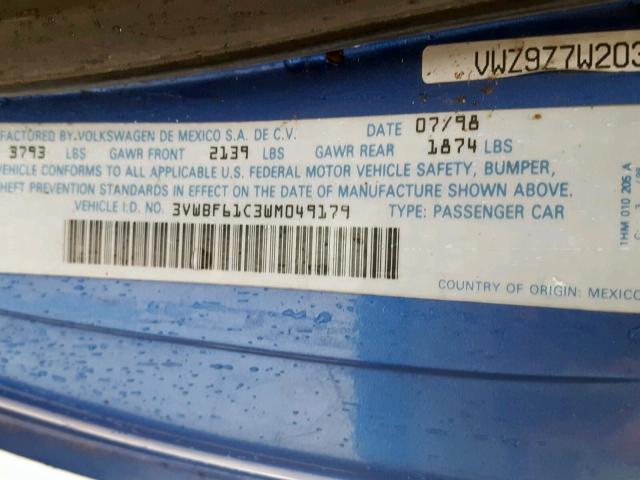 VWZ9Z7W203
FACTURED BY: VOLKSWAGEN DE MEXICO S.A. DE C.V. DATE 07/98
3793 LBS GAWR FRONT 2139 LBS GAWR REAR 1874 LBS
VEHICLE CONFORMS TO ALL APPLICABLE U.S. FEDERAL MOTOR VEHICLE SAFETY, BUMPER,
HEFT PREVENTION STANDARDS IN EFFECT ON THE DATE OF MANUFACTURE SHOWN ABOVE.
VEHICLE I.D. NO. 3VWBF61C3WM049179 TYPE: PASSENGER CAR
COUNTRY OF ORIGIN: MEXICO
1HM 010 205 A